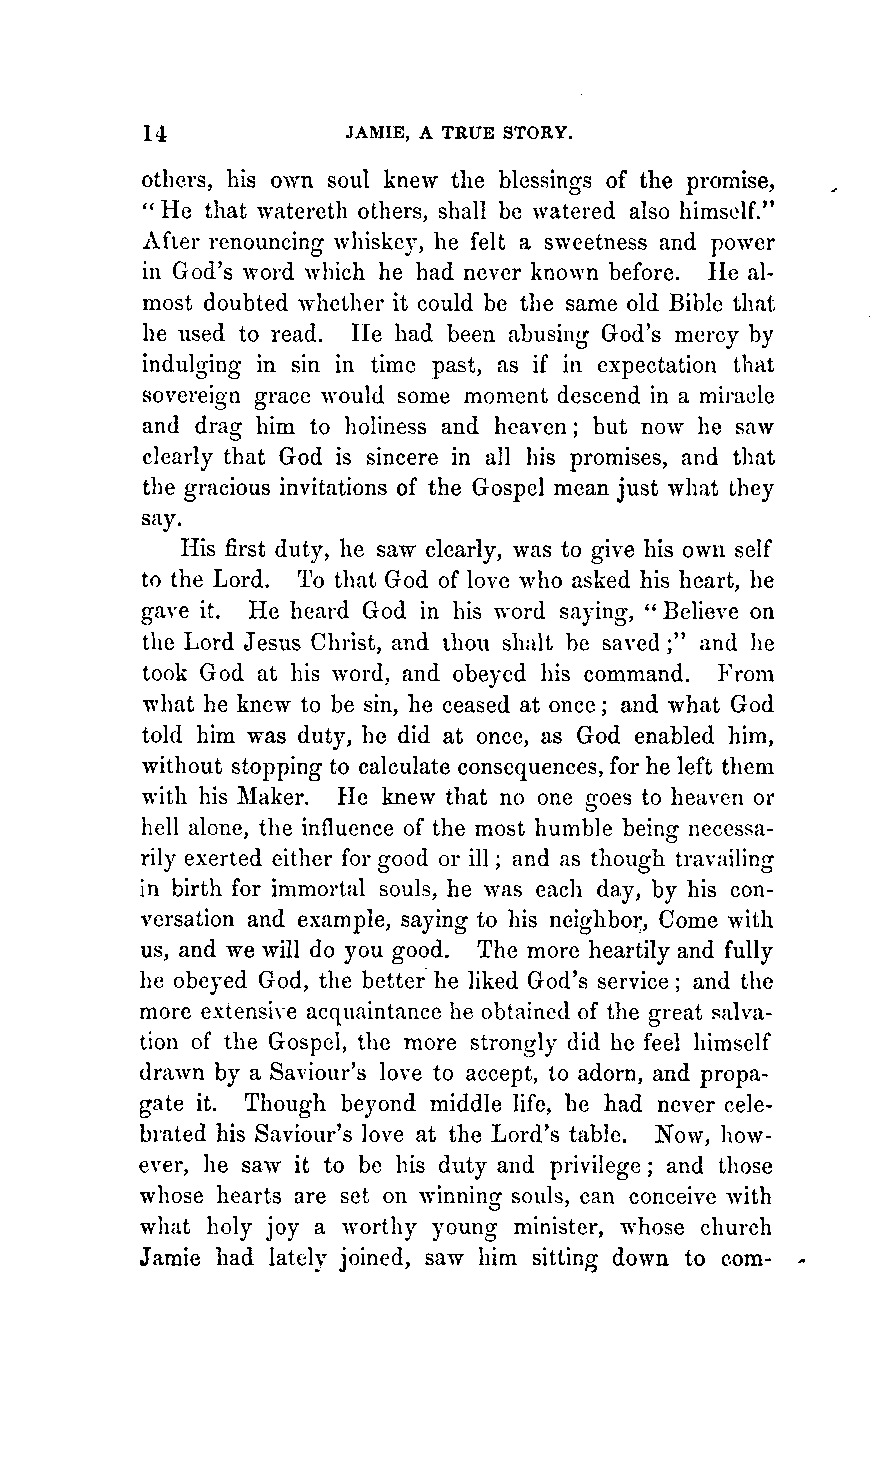 14 JAMIE, A TRUE STORY.
others, his own soul knew the blessings of the promise,
“He that watereth others, shall be watered also himself.”
After renouncing whiskey, he felt a sweetness and power
in God's word which he had never known before. He al-
most doubted whether it could be the same old Bible that
he used to read. He had been abusing God's mercy by
indulging in sin in time past, as if in expectation that
sovereign grace would some moment descend in a miracle
and drag him to holiness and heaven; but now he saw
clearly that God is sincere in all his promises, and that
the gracious invitations of the Gospel mean just what they
say.
His first duty, he saw clearly, was to give his own self
to the Lord. To that God of love who asked his heart, he
gave it. He heard God in his word saying, “Believe on
the Lord Jesus Christ, and thou shalt be saved;” and he
took God at his word, and obeyed his command. From
what he knew to be sin, he ceased at once; and what God
told him was duty, he did at once, as God enabled him,
without stopping to calculate consequences, for he left them
with his Maker. He knew that no one goes to heaven or
hell alone, the influence of the most humble being necessa-
rily exerted either for good or ill; and as though travailing
in birth for immortal souls, he was each day, by his con-
versation and example, saying to his neighbor, Come with
us, and we will do you good. The more heartily and fully
he obeyed God, the better he liked God's service; and the
more extensive acquaintance he obtained of the great salva-
tion of the Gospel, the more strongly did he feel himself
drawn by a Saviour's love to accept, to adorn, and propa-
gate it. Though beyond middle life, he had never cele-
brated his Saviour's love at the Lord's table. Now, how-
ever, he saw it to be his duty and privilege; and those
whose hearts are set on winning souls, can conceive with
what holy joy a worthy young minister, whose church
Jamie had lately joined, saw him sitting down to com-